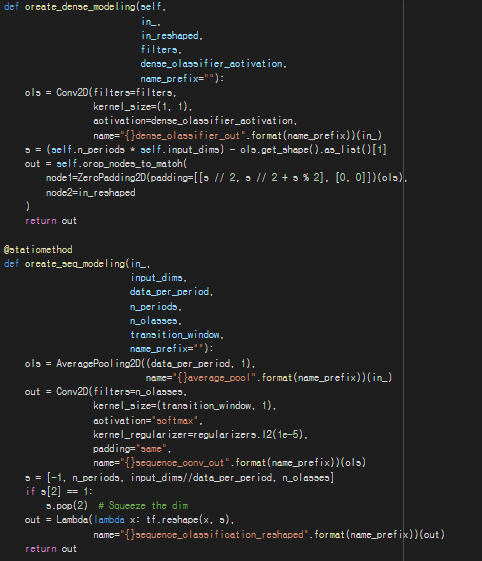 def create_dense_modeling(self,
in_,
in_reshaped,
filters,
dense_classifier_activation,
name_prefix=""):
cls = Conv2D(filters=filters,
kernel_size=(1, 1),
activation=dense_classifier_activation,
name="{}dense_classifier_out".format(name_prefix))(in_)
s = (self.n_periods * self.input_dims) - cls.get_shape().as_list()[1]
out = self.crop_nodes_to_match(
node1=ZeroPadding2D(padding=[[s // 2, s // 2 + s % 2], [0, 0]])(cls),
node2=in_reshaped
)
return out
@staticmethod
def create_seq_modeling(in_,
input_dims,
data_per_period,
n_periods,
n_classes,
transition_window,
name_prefix=""):
cls = AveragePooling2D((data_per_period, 1),
name="{}average_pool".format(name_prefix))(in_)
out = Conv2D(filters=n_classes,
kernel_size=(transition_window, 1),
activation="softmax",
kernel_regularizer=regularizers.l2(1e-5),
padding="same",
name="{}sequence_conv_out".format(name_prefix))(cls)
s = [-1, n_periods, input_dims//data_per_period, n_classes]
if s[2] == 1:
s.pop(2)  # Squeeze the dim
out = Lambda(lambda x: tf.reshape(x, s),
name="{}sequence_classification_reshaped".format(name_prefix))(out)
return out